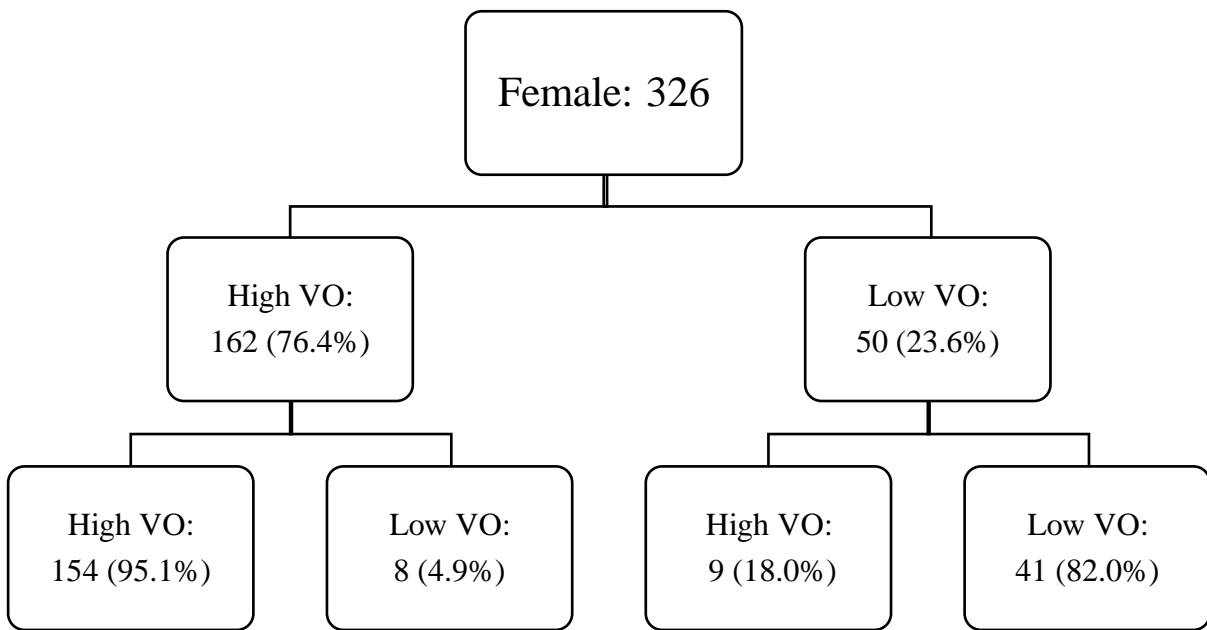 Female: 326
High VO:
162 (76.4%)
Low VO:
50 (23.6%)
High VO:
154 (95.1%)
Low VO:
8 (4.9%)
High VO:
9 (18.0%)
Low VO:
41 (82.0%)